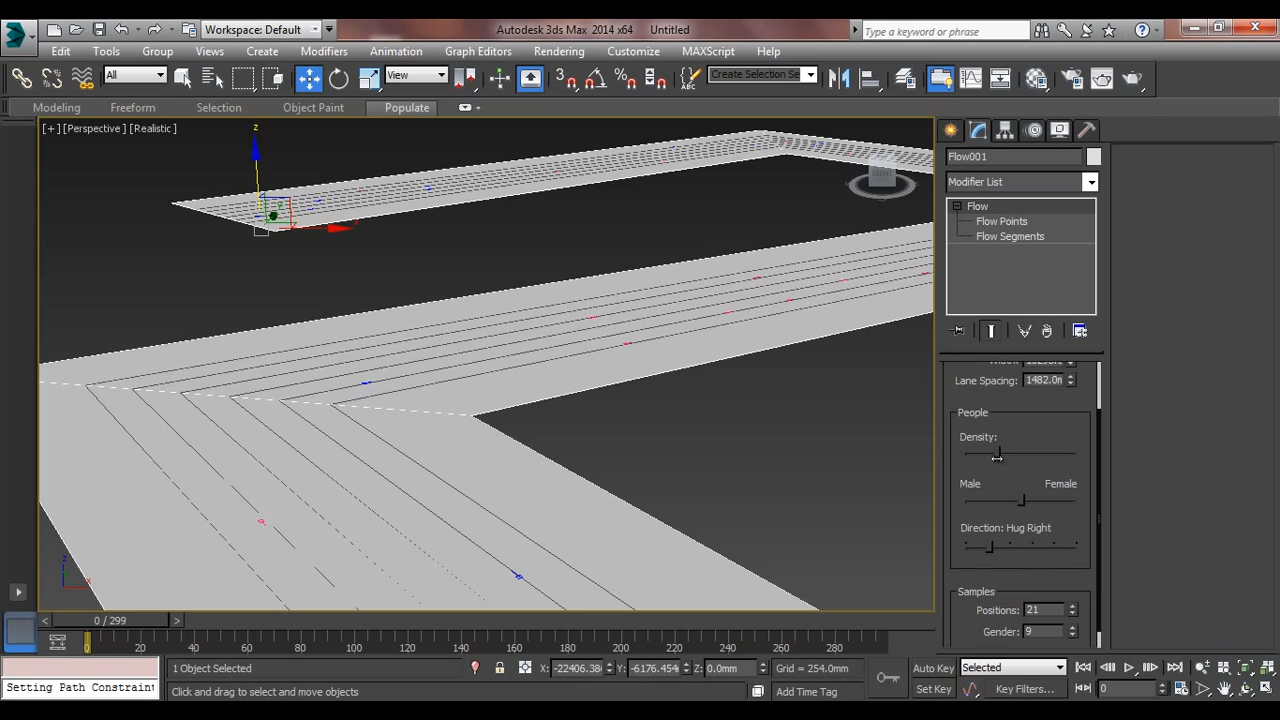 Workspace: Default
Autodesk 3ds Max 2014 x64
Untitled
Type a keyword or phrase
Edit
Tools
Group
Views
Create
Modifiers
Animation
Graph Editors
Rendering
Customize
MAXScript
Help
All
View
Create Selection Se
Modeling
Freeform
Selection
Object Paint
Populate
[+] [Perspective] [Realistic]
z
x
FRONT
Flow001
Modifier List
Flow
Flow Points
Flow Segments
Width:
Lane Spacing: 1482.0m
People
Density:
Male
Female
Direction: Hug Right
Samples
Positions: 21
Gender: 9
z
x
< 0 / 299 >
0
20
40
60
80
100
120
140
160
180
200
220
240
260
280
1 Object Selected
X: -22406.38
Y: -6176.454
Z: 0.0mm
Grid = 254.0mm
Auto Key
Selected
Setting Path Constraint
Click and drag to select and move objects
Add Time Tag
Set Key
Key Filters...
0